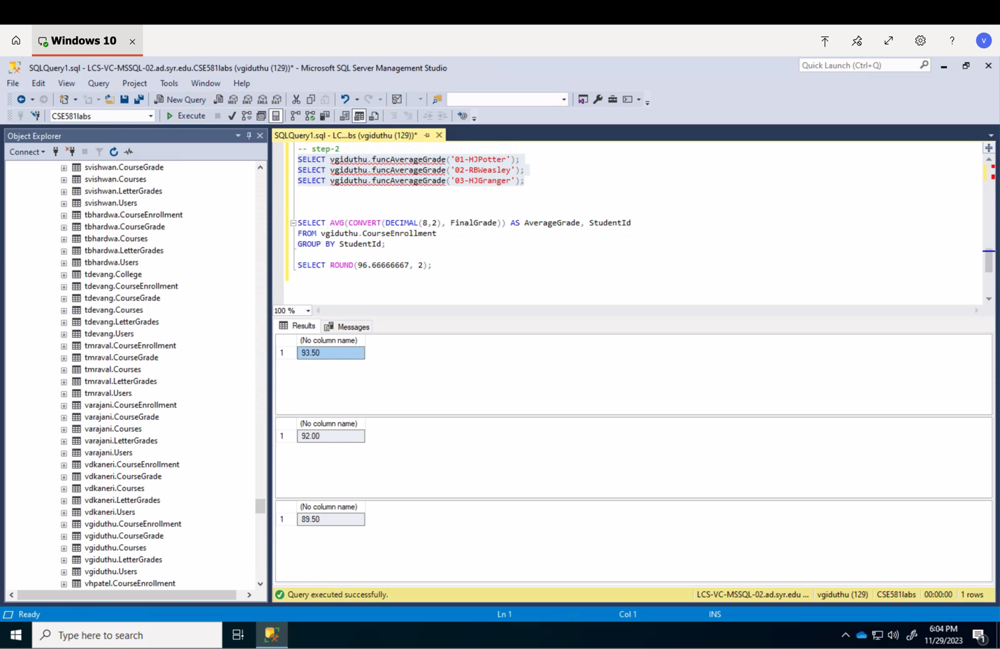 Windows 10
?
V
SQLQuery1.sql - LCS-VC-MSSQL-02.ad.syr.edu.CSE581labs (vgiduthu (129))* - Microsoft SQL Server Management Studio
Quick Launch (Ctrl+Q)
File Edit View Query Project Tools Window Help
New Query
MDX DMX XMLA DAX
CSE581labs
Execute
Object Explorer
Connect
svishwan.CourseGrade
svishwan.Courses
svishwan.LetterGrades
svishwan.Users
tbhardwa.CourseEnrollment
tbhardwa.CourseGrade
tbhardwa.Courses
tbhardwa.LetterGrades
tbhardwa.Users
tdevang.College
tdevang.CourseEnrollment
tdevang.CourseGrade
tdevang.Courses
tdevang.LetterGrades
tdevang.Users
tmraval.CourseEnrollment
tmraval.CourseGrade
tmraval.Courses
tmraval.LetterGrades
tmraval.Users
varajani.CourseEnrollment
varajani.CourseGrade
varajani.Courses
varajani.LetterGrades
varajani.Users
vdkaneri.CourseEnrollment
vdkaneri.CourseGrade
vdkaneri.Courses
vdkaneri.LetterGrades
vdkaneri.Users
vgiduthu.CourseEnrollment
vgiduthu.CourseGrade
vgiduthu.Courses
vgiduthu.LetterGrades
vgiduthu.Users
vhpatel.CourseEnrollment
SQLQuery1.sql - LC...bs (vgiduthu (129))*
-- step-2
SELECT vgiduthu.funcAverageGrade('01-HJPotter');
SELECT vgiduthu.funcAverageGrade('02-RBWeasley');
SELECT vgiduthu.funcAverageGrade('03-HJGranger');
SELECT AVG(CONVERT(DECIMAL(8,2), FinalGrade)) AS AverageGrade, StudentId
FROM vgiduthu.CourseEnrollment
GROUP BY StudentId;
SELECT ROUND(96.66666667, 2);
100 %
Results Messages
(No column name)
1 93.50
(No column name)
1 92.00
(No column name)
1 89.50
Query executed successfully.
LCS-VC-MSSQL-02.ad.syr.edu ... vgiduthu (129) CSE581labs 00:00:00 1 rows
Ready Ln 1 Col 1 INS
Type here to search
6:04 PM
11/29/2023
1